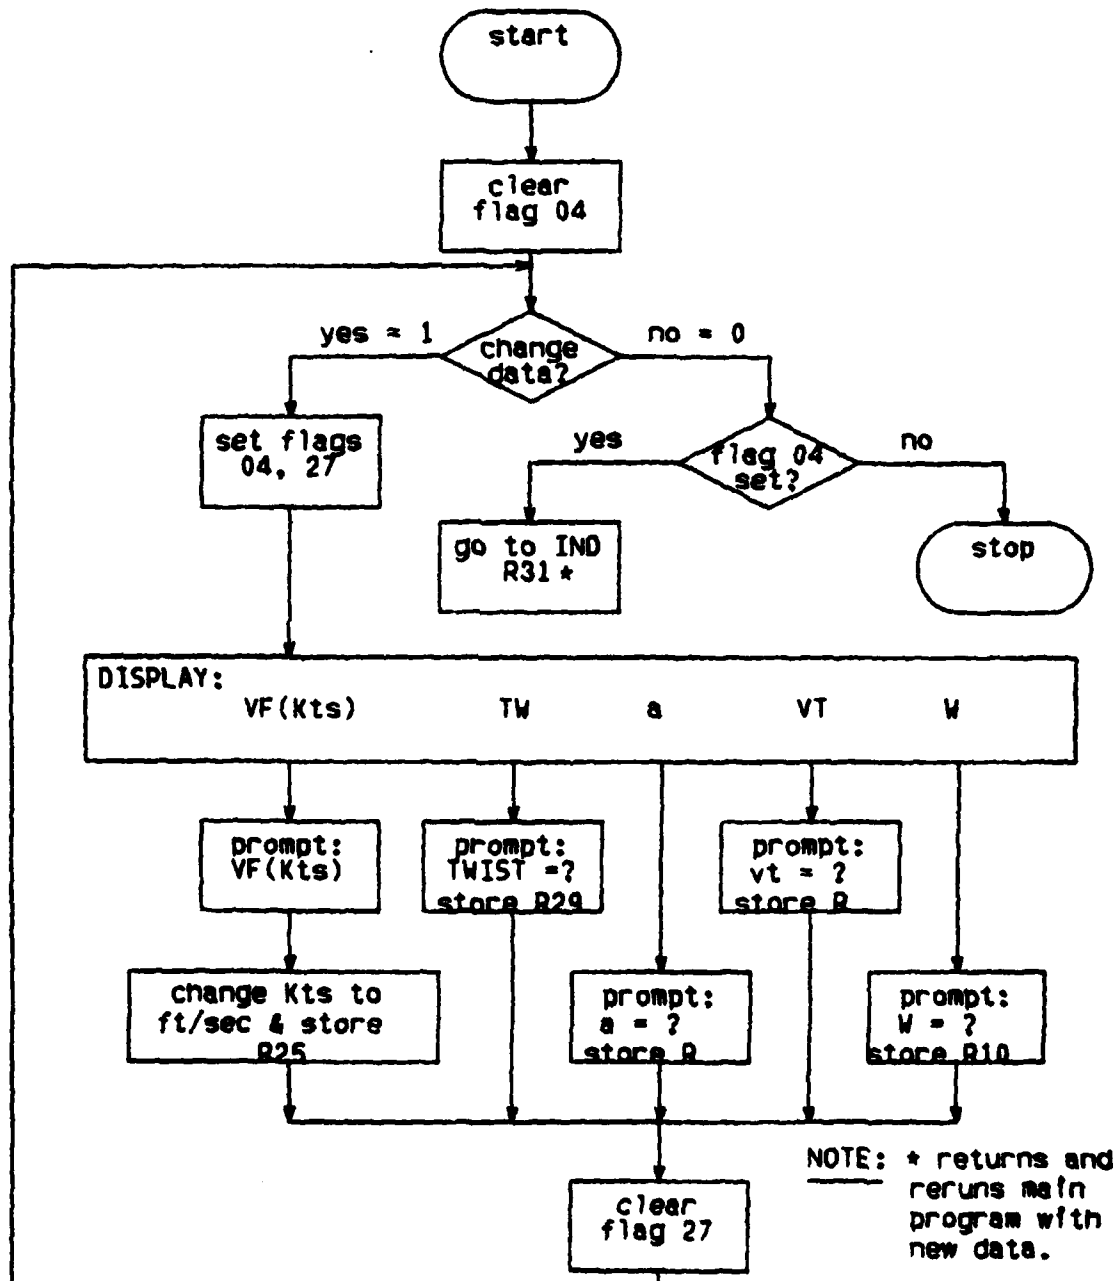 start
clear
flag 04
yes = 1
no = 0
change
data?
set flags
04, 27
yes
flag 04
set?
no
go to IND
R31 *
stop
DISPLAY:
VF(Kts) TW a VT W
prompt:
VF(Kts)
prompt:
TWIST =?
store R29
prompt:
vt = ?
store R
change Kts to
ft/sec & store
R25
prompt:
a = ?
store R
prompt:
W = ?
store R10
NOTE: * returns and
reruns main
program with
new data.
clear
flag 27